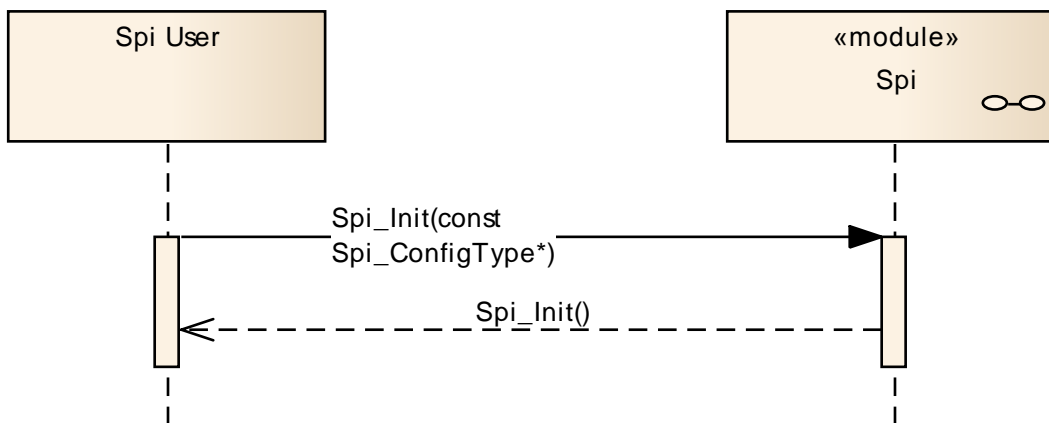 Spi User
«module»
Spi
Spi_Init(const
Spi_ConfigType*)
Spi_Init()